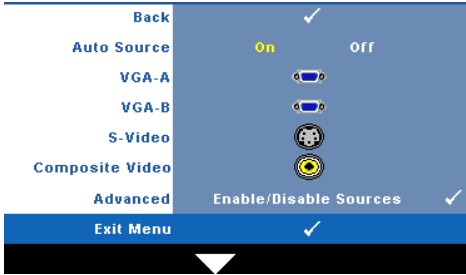 Back
Auto Source On Off
VGA-A
VGA-B
S-Video
Composite Video
Advanced Enable/Disable Sources
Exit Menu